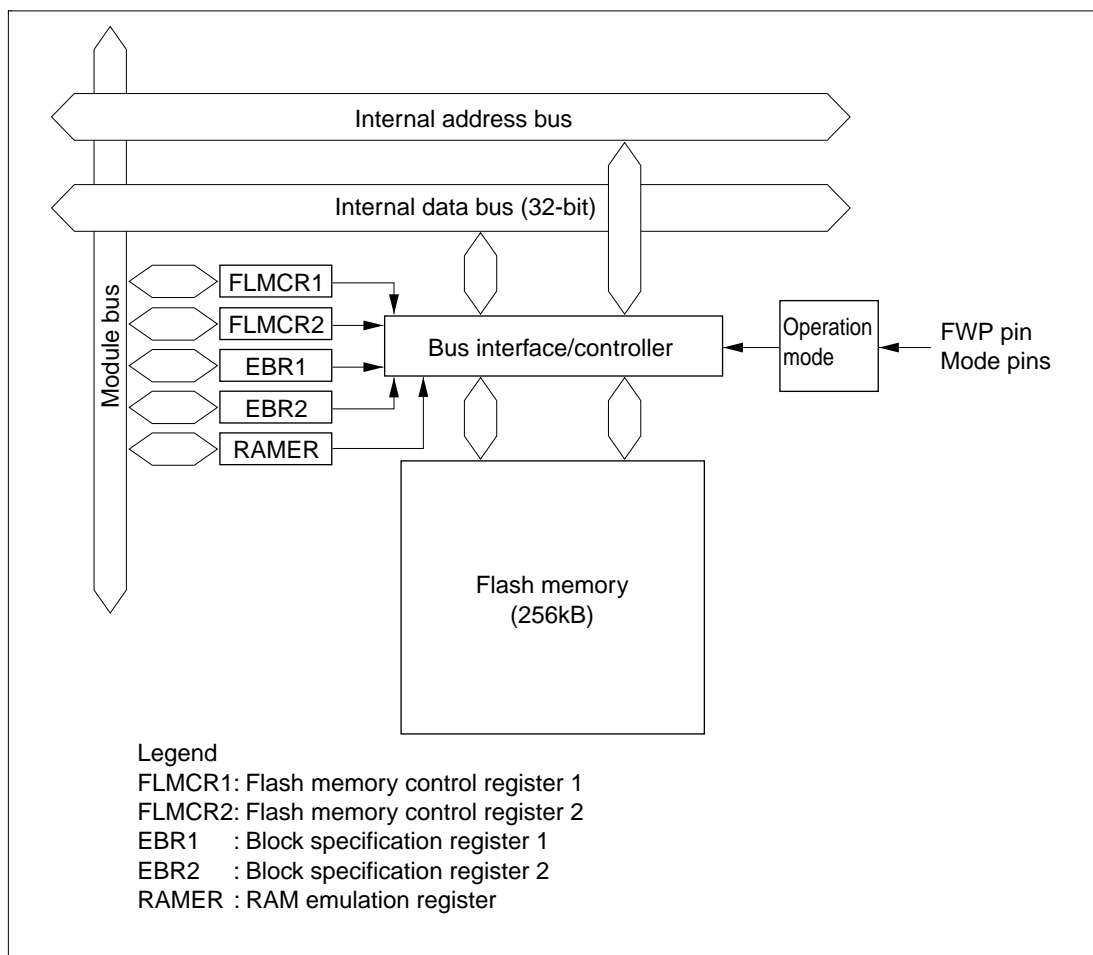 Internal address bus
Internal data bus (32-bit)
Module bus
FLMCR1
FLMCR2
EBR1
EBR2
RAMER
Bus interface/controller
Operation
mode
FWP pin
Mode pins
Flash memory
(256kB)
Legend
FLMCR1: Flash memory control register 1
FLMCR2: Flash memory control register 2
EBR1 : Block specification register 1
EBR2 : Block specification register 2
RAMER : RAM emulation register